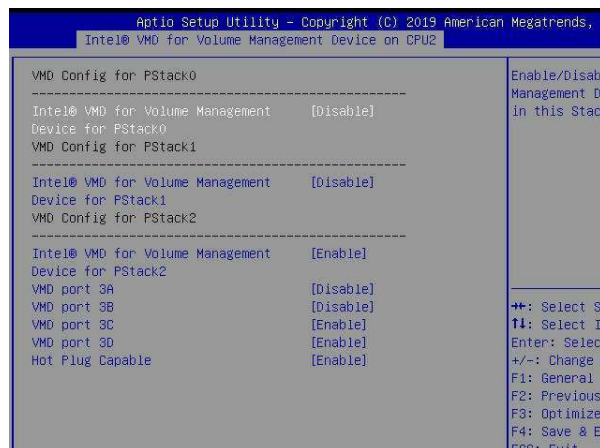 Aptio Setup Utility – Copyright (C) 2019 American Megatrends,
Intel® VMD for Volume Management Device on CPU2
VMD Config for PStack0
--------------------------------------------------
Intel® VMD for Volume Management [Disable]
Device for PStack0
VMD Config for PStack1
--------------------------------------------------
Intel® VMD for Volume Management [Disable]
Device for PStack1
VMD Config for PStack2
--------------------------------------------------
Intel® VMD for Volume Management [Enable]
Device for PStack2
VMD port 3A [Disable]
VMD port 3B [Disable]
VMD port 3C [Enable]
VMD port 3D [Enable]
Hot Plug Capable [Enable]
Enable/Disab
Management D
in this Stac
→←: Select S
↑↓: Select I
Enter: Selec
+/-: Change
F1: General
F2: Previous
F3: Optimize
F4: Save & E
ESC: Exit